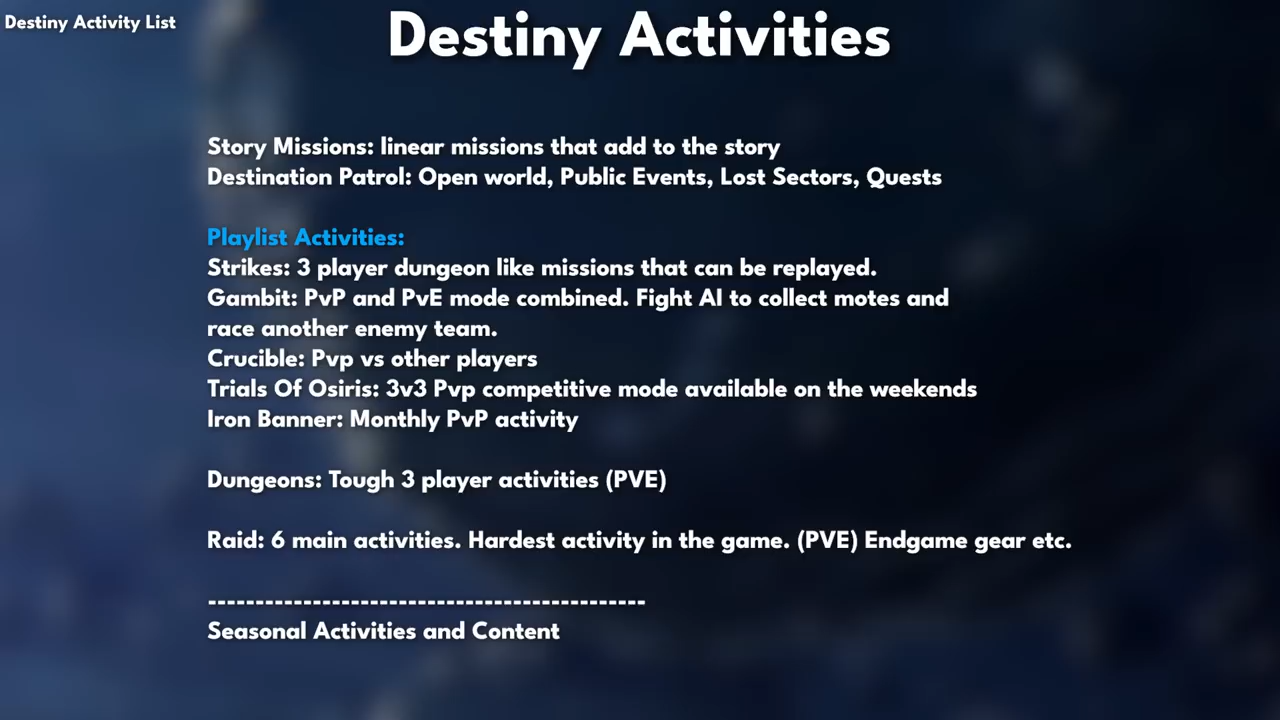 Destiny Activity List
Destiny Activities
Story Missions: linear missions that add to the story
Destination Patrol: Open world, Public Events, Lost Sectors, Quests
Playlist Activities:
Strikes: 3 player dungeon like missions that can be replayed.
Gambit: PvP and PvE mode combined. Fight AI to collect motes and
race another enemy team.
Crucible: Pvp vs other players
Trials Of Osiris: 3v3 Pvp competitive mode available on the weekends
Iron Banner: Monthly PvP activity
Dungeons: Tough 3 player activities (PVE)
Raid: 6 main activities. Hardest activity in the game. (PVE) Endgame gear etc.
----------------------------------------------
Seasonal Activities and Content